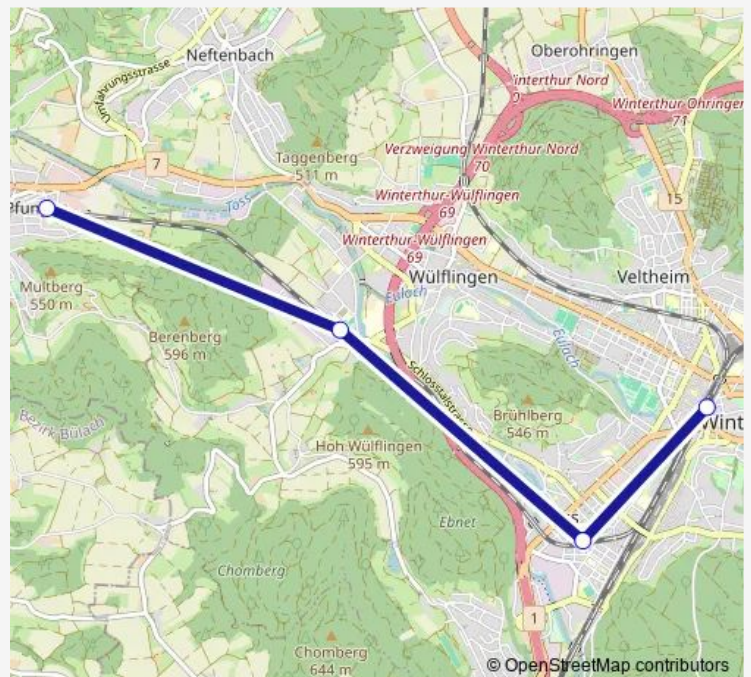 Neftenbach
Oberohringen
Umfahrungsstrasse
Winterthur Nord
Winterthur Ohringen
71
Verzweigung Winterthur Nord
70
Taggenberg
511 m
7
15
Winterthur-Wülflingen
69
Töss
Pfun
Winterthur-Wülflingen
69
Wülflingen
Veltheim
Multberg
550 m
Eulach
Eulach
Berenberg
596 m
Schlosstalstrasse
Brühlberg
546 m
Bezirk Bülach
Wint
Hoh Wülflingen
595 m
Ebnet
Chomberg
1
Chomberg
644 m
© OpenStreetMap contributors